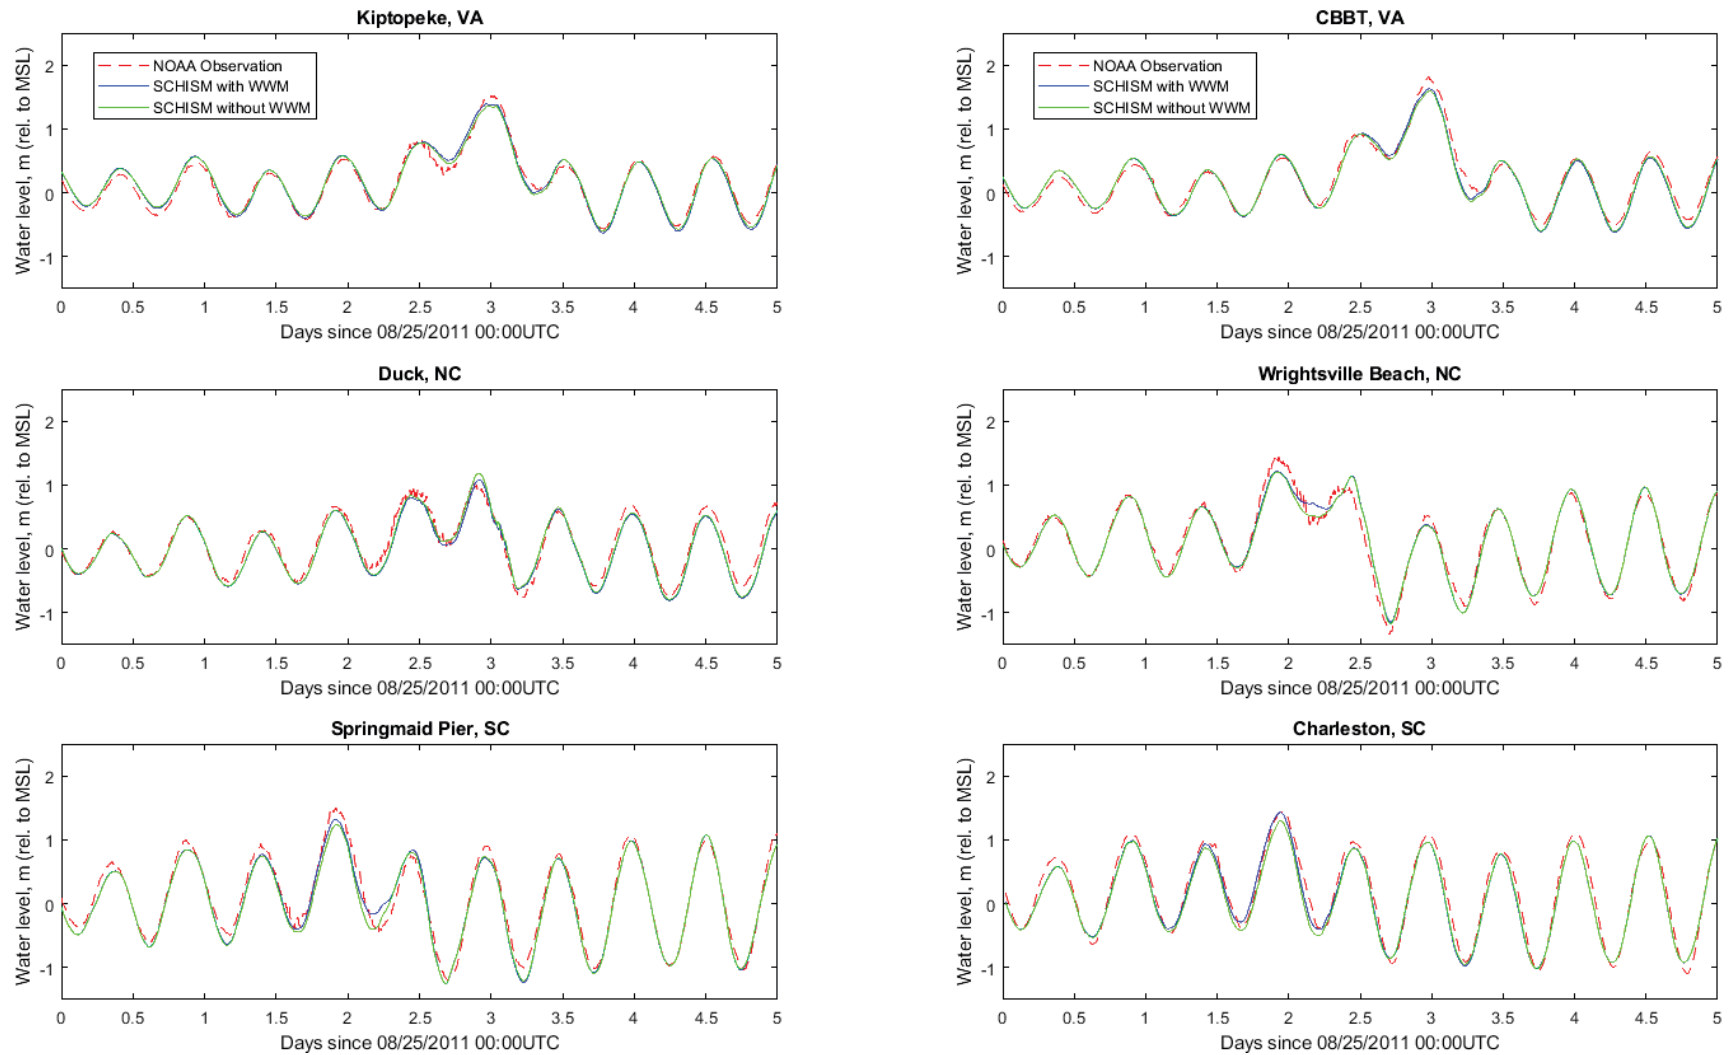 Kiptopeke, VA
NOAA Observation
SCHISM with WWM
SCHISM without WWM
Water level, m (rel. to MSL)
2
1
0
-1
0 0.5 1 1.5 2 2.5 3 3.5 4 4.5 5
Days since 08/25/2011 00:00UTC
CBBT, VA
NOAA Observation
SCHISM with WWM
SCHISM without WWM
Water level, m (rel. to MSL)
2
1
0
-1
0 0.5 1 1.5 2 2.5 3 3.5 4 4.5 5
Days since 08/25/2011 00:00UTC
Duck, NC
Water level, m (rel. to MSL)
2
1
0
-1
0 0.5 1 1.5 2 2.5 3 3.5 4 4.5 5
Days since 08/25/2011 00:00UTC
Wrightsville Beach, NC
Water level, m (rel. to MSL)
2
1
0
-1
0 0.5 1 1.5 2 2.5 3 3.5 4 4.5 5
Days since 08/25/2011 00:00UTC
Springmaid Pier, SC
Water level, m (rel. to MSL)
2
1
0
-1
0 0.5 1 1.5 2 2.5 3 3.5 4 4.5 5
Days since 08/25/2011 00:00UTC
Charleston, SC
Water level, m (rel. to MSL)
2
1
0
-1
0 0.5 1 1.5 2 2.5 3 3.5 4 4.5 5
Days since 08/25/2011 00:00UTC